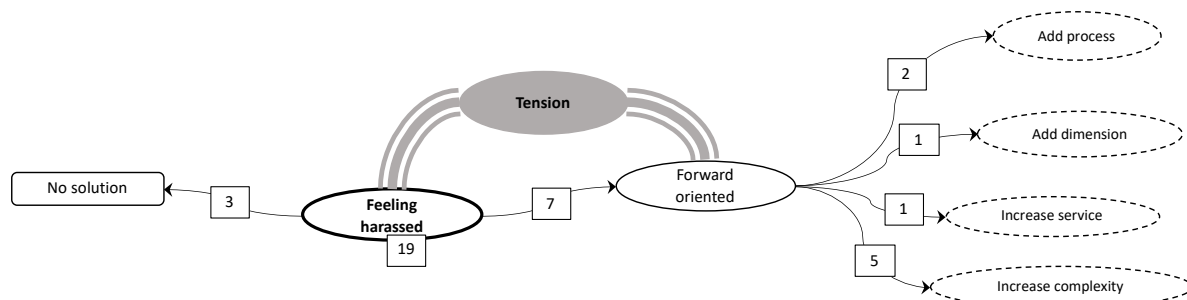 Add process
2
Tension
1
Add dimension
No solution
3
Feeling
harassed
19
7
Forward
oriented
1
Increase service
5
Increase complexity